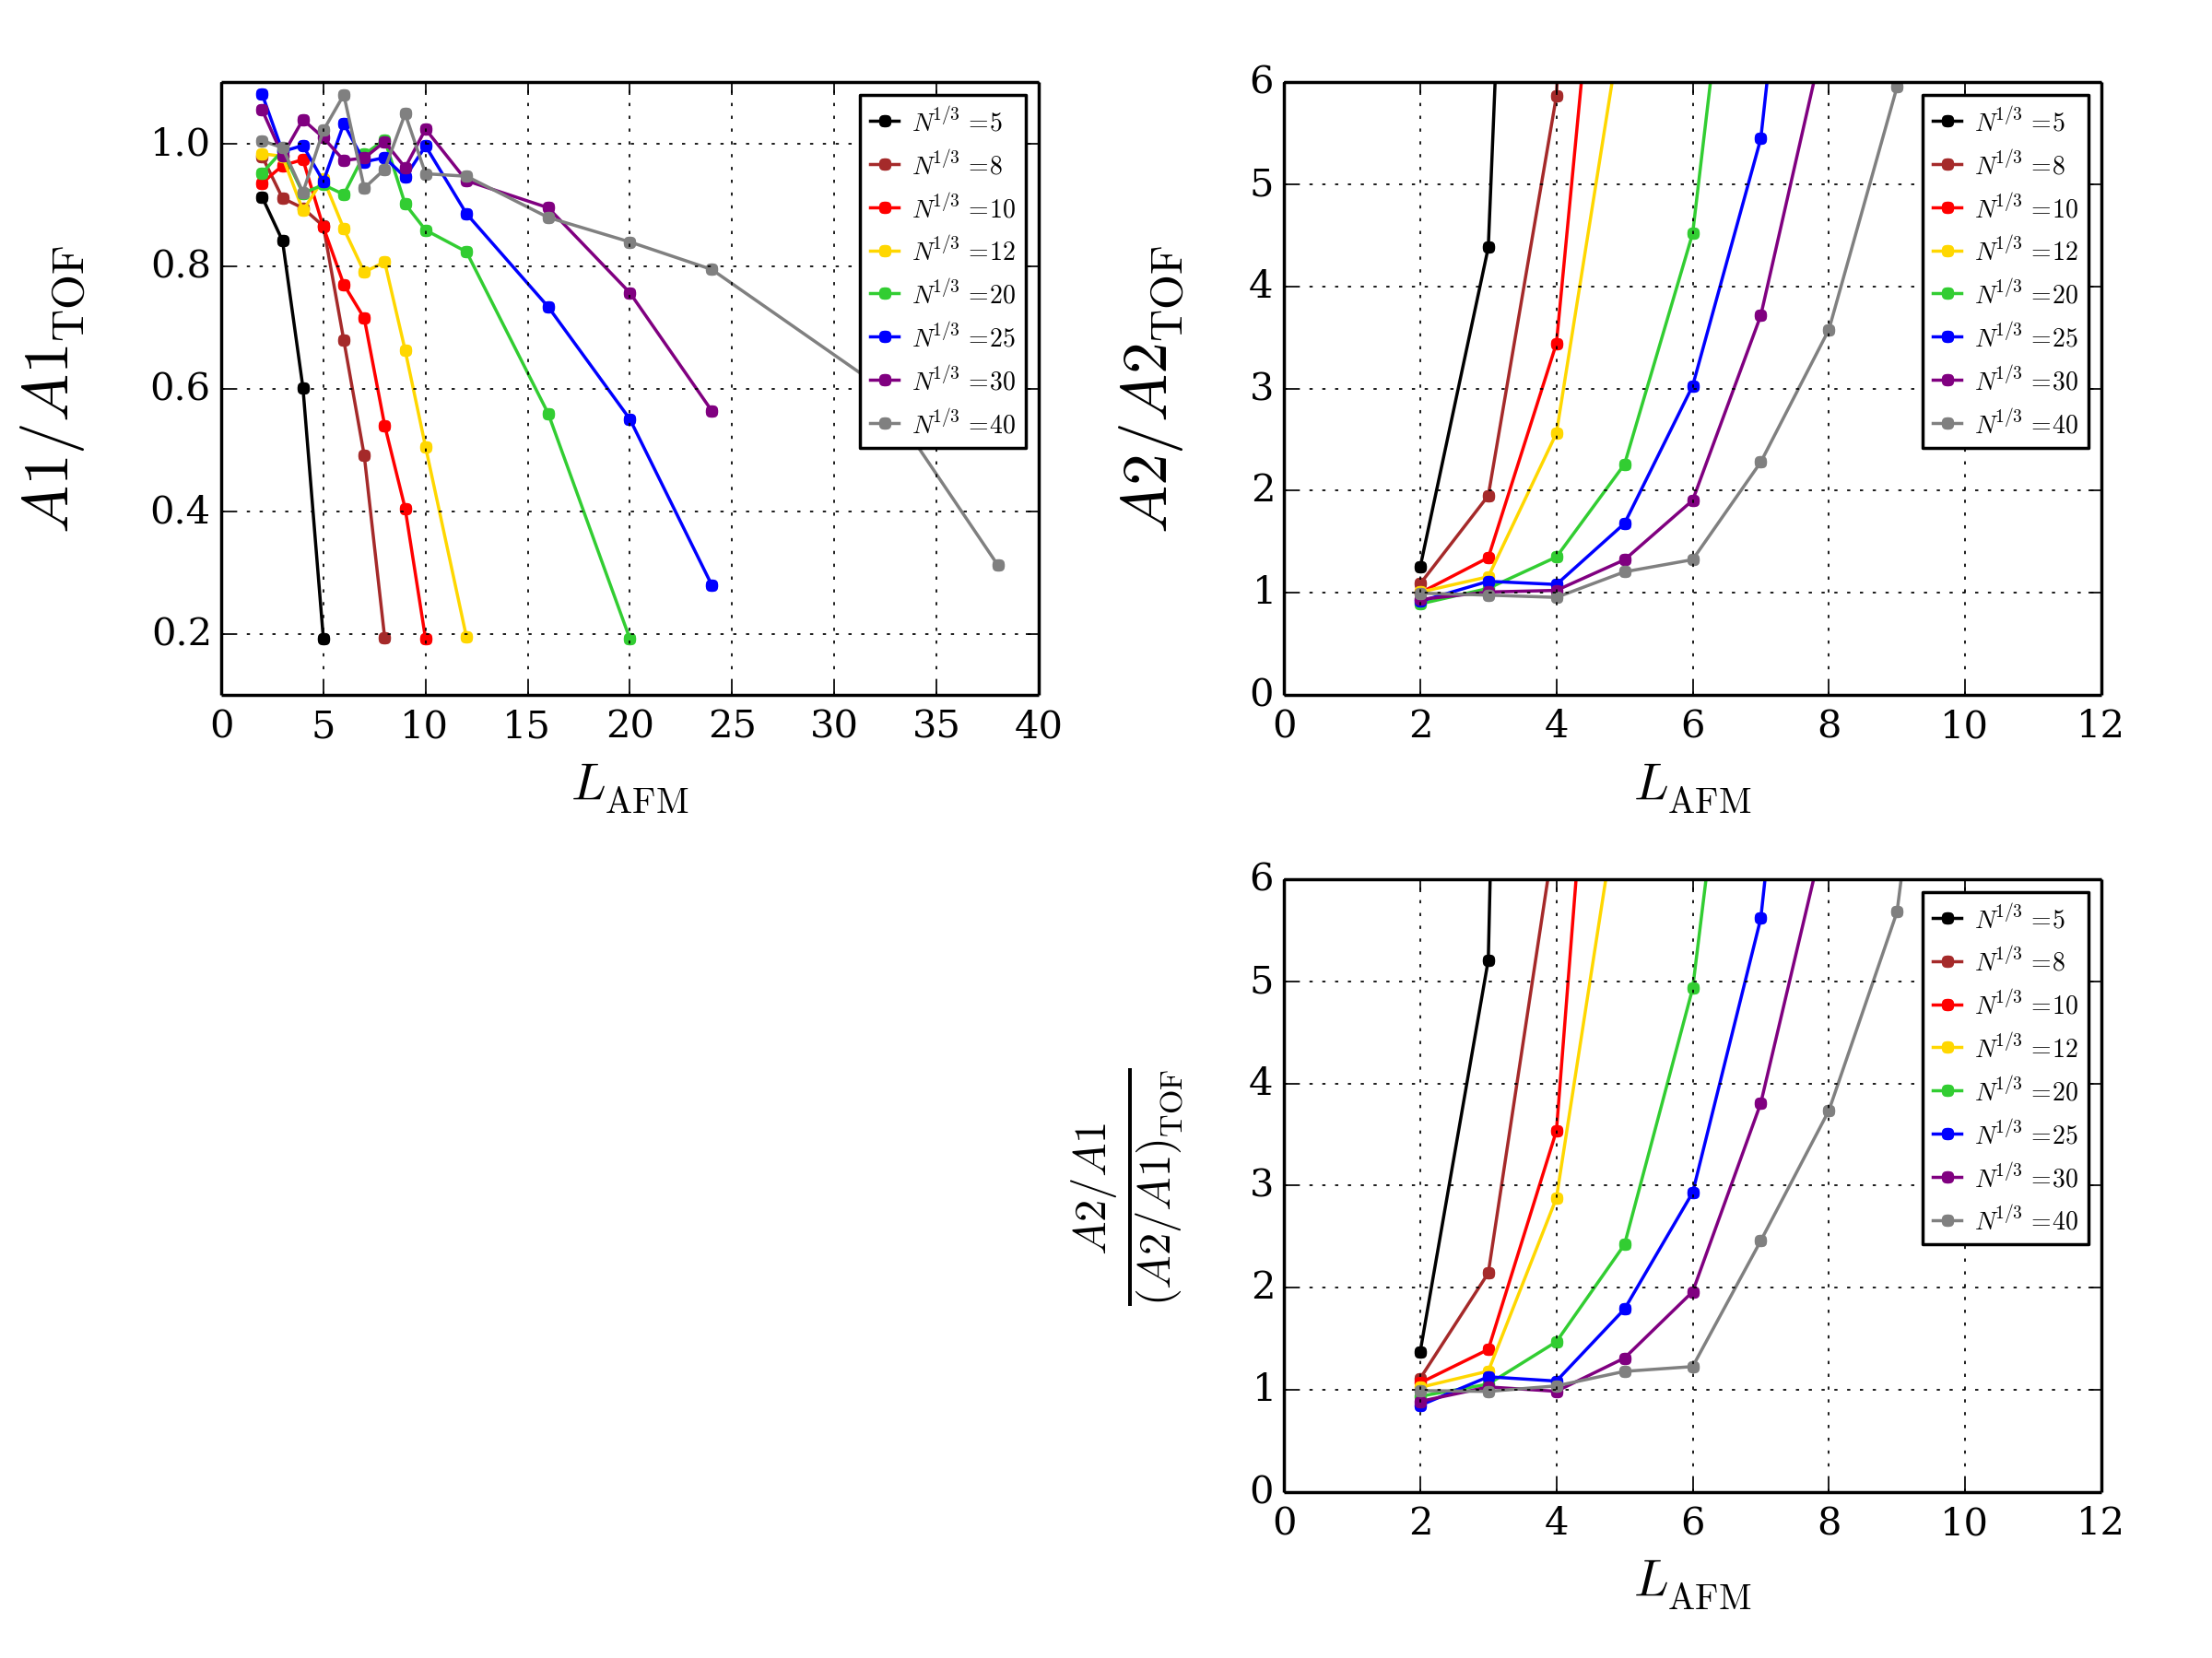 A1/A1TOF
1.0
0.8
0.6
0.4
0.2
0 5 10 15 20 25 30 35 40
LAFM
N^1/3 =5
N^1/3 =8
N^1/3 =10
N^1/3 =12
N^1/3 =20
N^1/3 =25
N^1/3 =30
N^1/3 =40
A2/A2TOF
6
5
4
3
2
1
0
0 2 4 6 8 10 12
LAFM
N^1/3 =5
N^1/3 =8
N^1/3 =10
N^1/3 =12
N^1/3 =20
N^1/3 =25
N^1/3 =30
N^1/3 =40
A2/A1
(A2/A1)TOF
6
5
4
3
2
1
0
0 2 4 6 8 10 12
LAFM
N^1/3 =5
N^1/3 =8
N^1/3 =10
N^1/3 =12
N^1/3 =20
N^1/3 =25
N^1/3 =30
N^1/3 =40